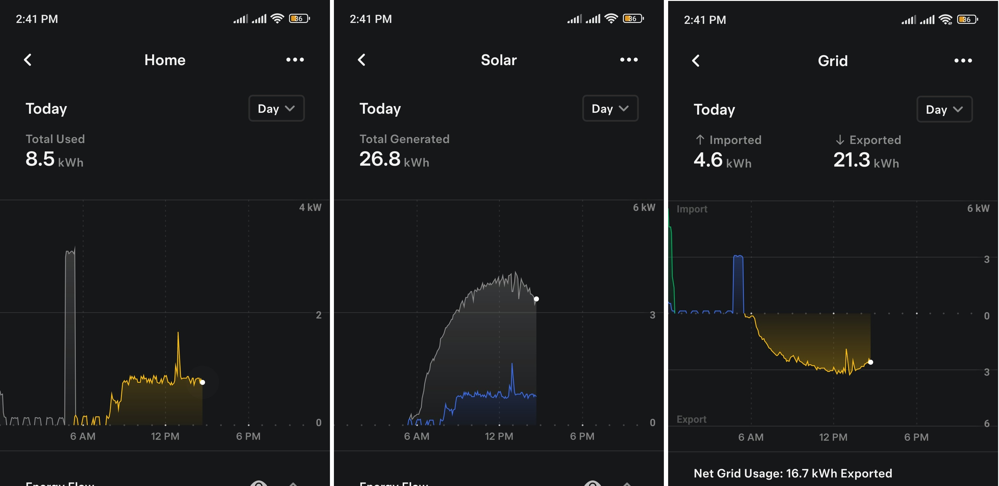 2:41 PM
36
Home
Today
Day
Total Used
8.5 kWh
4 kW
2
0
6 AM
12 PM
6 PM
Energy Flow
2:41 PM
36
Solar
Today
Day
Total Generated
26.8 kWh
6 kW
3
0
6 AM
12 PM
6 PM
Energy Flow
2:41 PM
36
Grid
Today
Day
↑ Imported
4.6 kWh
↓ Exported
21.3 kWh
Import
6 kW
3
0
3
Export
6
6 AM
12 PM
6 PM
Net Grid Usage: 16.7 kWh Exported